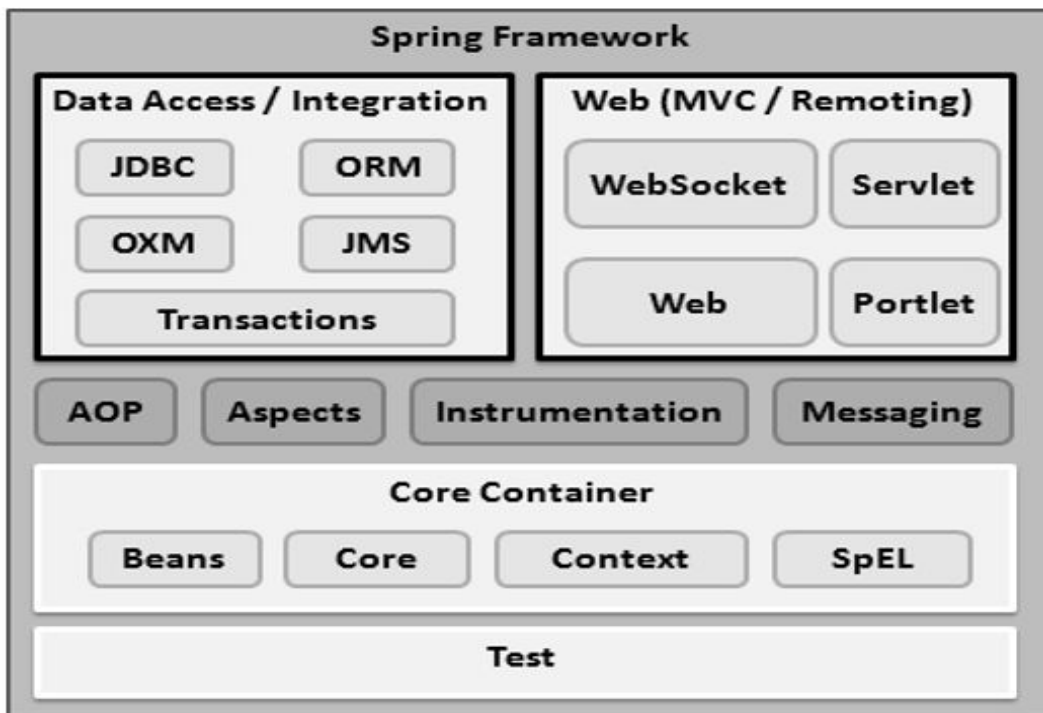 Spring Framework
Data Access / Integration
JDBC
ORM
OXM
JMS
Transactions
Web (MVC / Remoting)
WebSocket
Servlet
Web
Portlet
AOP
Aspects
Instrumentation
Messaging
Core Container
Beans
Core
Context
SpEL
Test